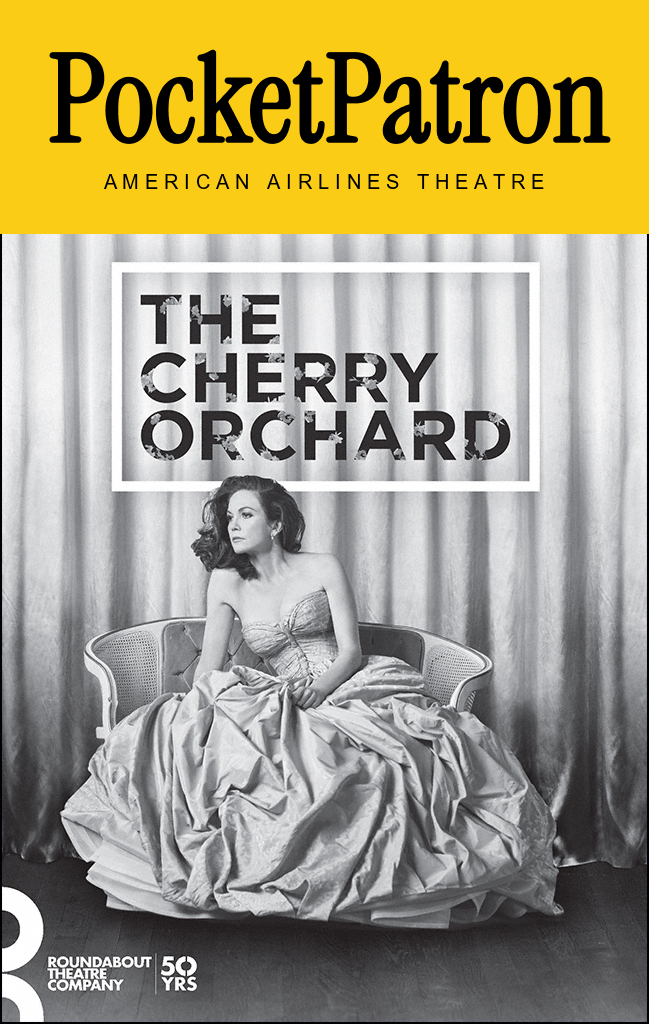 PocketPatron
AMERICAN AIRLINES THEATRE
THE
CHERRY
ORCHARD
ROUNDABOUT
THEATRE
COMPANY
50
YRS